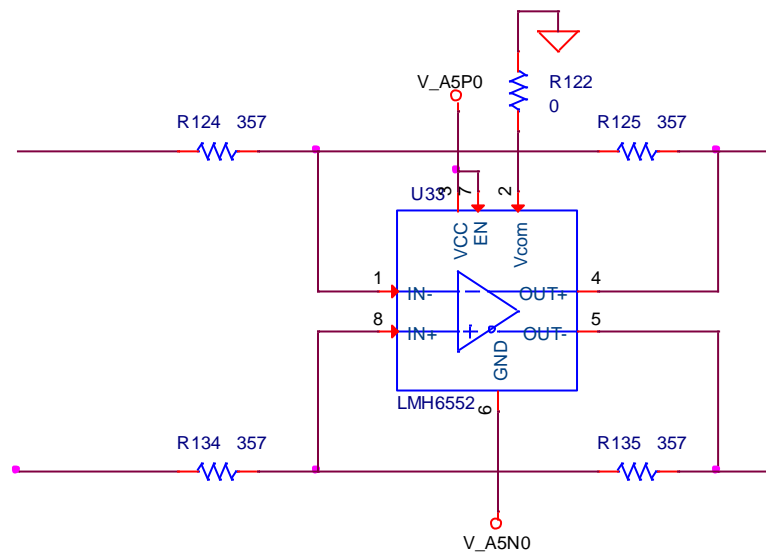 V_A5P0
R122
0
R124 357
R125 357
U33
3
7
2
VCC
EN
Vcom
1
IN-
OUT+
4
8
IN+
OUT-
5
GND
LMH6552
6
R134 357
R135 357
V_A5N0